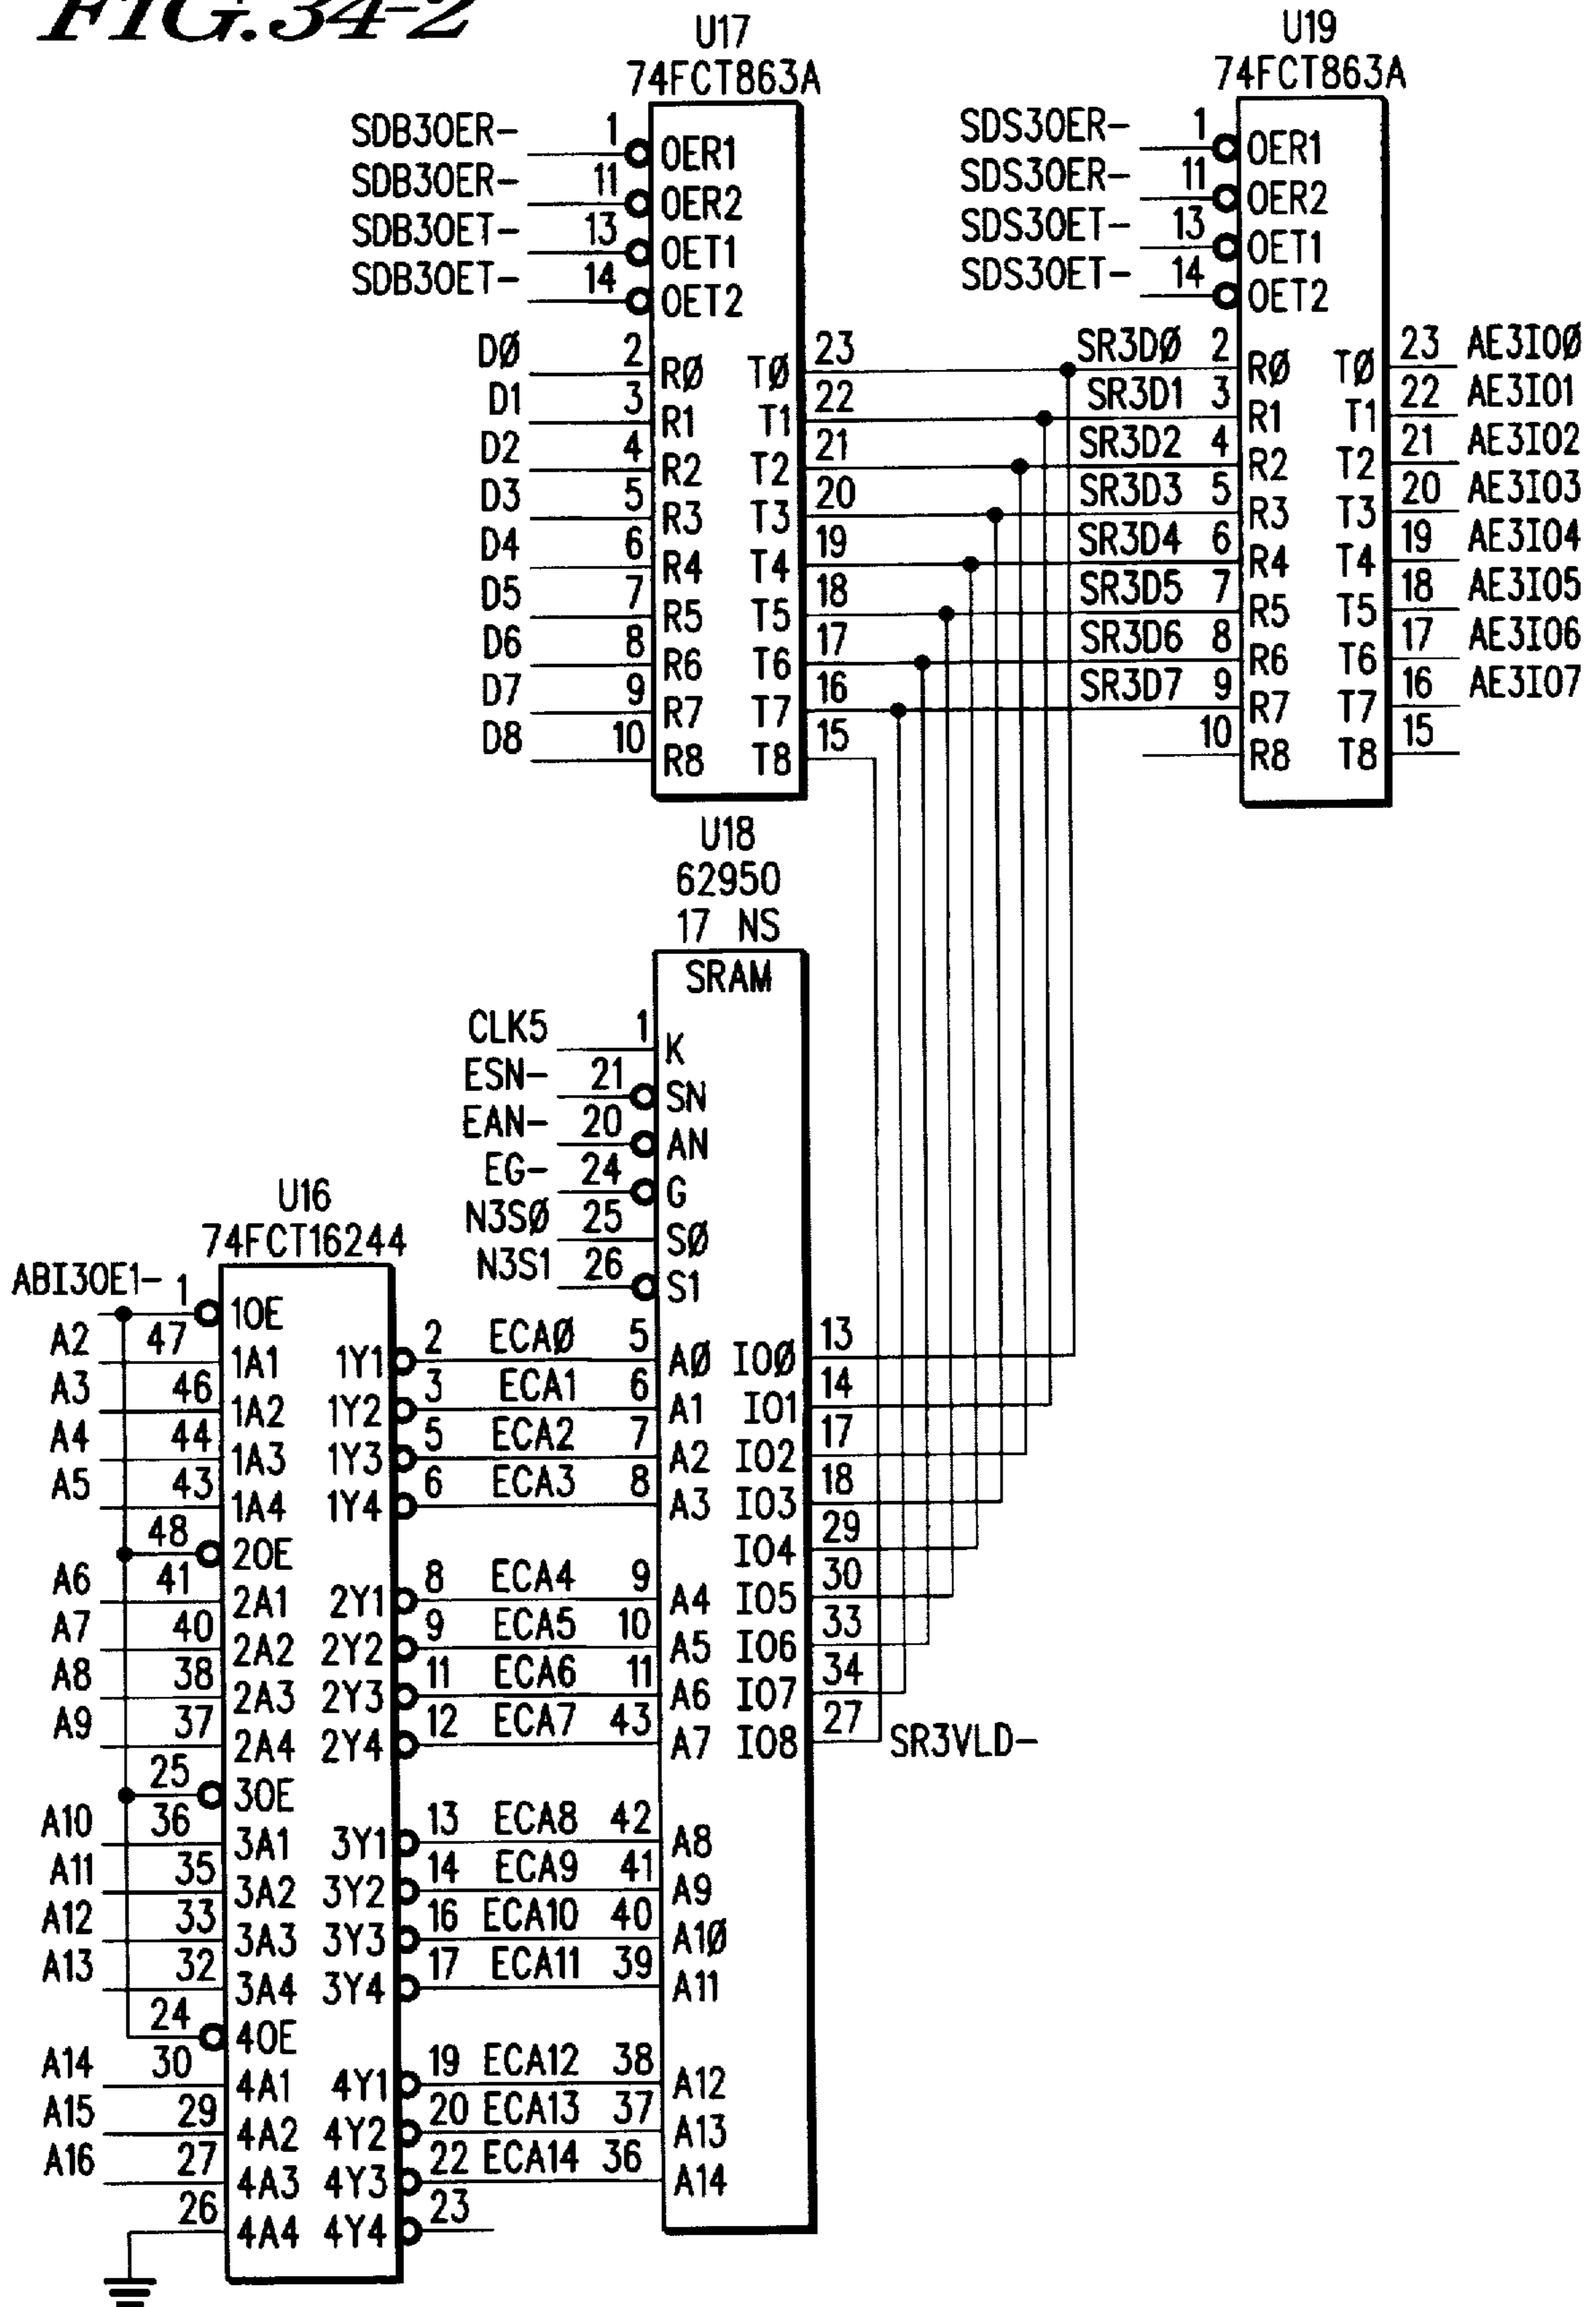 FIG.34-2
U17
74FCT863A
SDB3OER- 1 OER1
SDB3OER- 11 OER2
SDB3OET- 13 OET1
SDB3OET- 14 OET2
DØ 2 RØ TØ 23
D1 3 R1 T1 22
D2 4 R2 T2 21
D3 5 R3 T3 20
D4 6 R4 T4 19
D5 7 R5 T5 18
D6 8 R6 T6 17
D7 9 R7 T7 16
D8 10 R8 T8 15
U19
74FCT863A
SDS3OER- 1 OER1
SDS3OER- 11 OER2
SDS3OET- 13 OET1
SDS3OET- 14 OET2
SR3DØ 2 RØ TØ 23 AE3IOØ
SR3D1 3 R1 T1 22 AE3IO1
SR3D2 4 R2 T2 21 AE3IO2
SR3D3 5 R3 T3 20 AE3IO3
SR3D4 6 R4 T4 19 AE3IO4
SR3D5 7 R5 T5 18 AE3IO5
SR3D6 8 R6 T6 17 AE3IO6
SR3D7 9 R7 T7 16 AE3IO7
10 R8 T8 15
U18
62950
17 NS
SRAM
CLK5 1 K
ESN- 21 SN
EAN- 20 AN
EG- 24 G
N3SØ 25 SØ
N3S1 26 S1
U16
74FCT16244
ABI3OE1- 1 1OE
A2 47 1A1 1Y1 2 ECAØ 5 AØ IOØ 13
A3 46 1A2 1Y2 3 ECA1 6 A1 IO1 14
A4 44 1A3 1Y3 5 ECA2 7 A2 IO2 17
A5 43 1A4 1Y4 6 ECA3 8 A3 IO3 18
48 2OE IO4 29
A6 41 2A1 2Y1 8 ECA4 9 A4 IO5 30
A7 40 2A2 2Y2 9 ECA5 10 A5 IO6 33
A8 38 2A3 2Y3 11 ECA6 11 A6 IO7 34
A9 37 2A4 2Y4 12 ECA7 43 A7 IO8 27 SR3VLD-
25 3OE
A10 36 3A1 3Y1 13 ECA8 42 A8
A11 35 3A2 3Y2 14 ECA9 41 A9
A12 33 3A3 3Y3 16 ECA10 40 A1Ø
A13 32 3A4 3Y4 17 ECA11 39 A11
24 4OE
A14 30 4A1 4Y1 19 ECA12 38 A12
A15 29 4A2 4Y2 20 ECA13 37 A13
A16 27 4A3 4Y3 22 ECA14 36 A14
26 4A4 4Y4 23